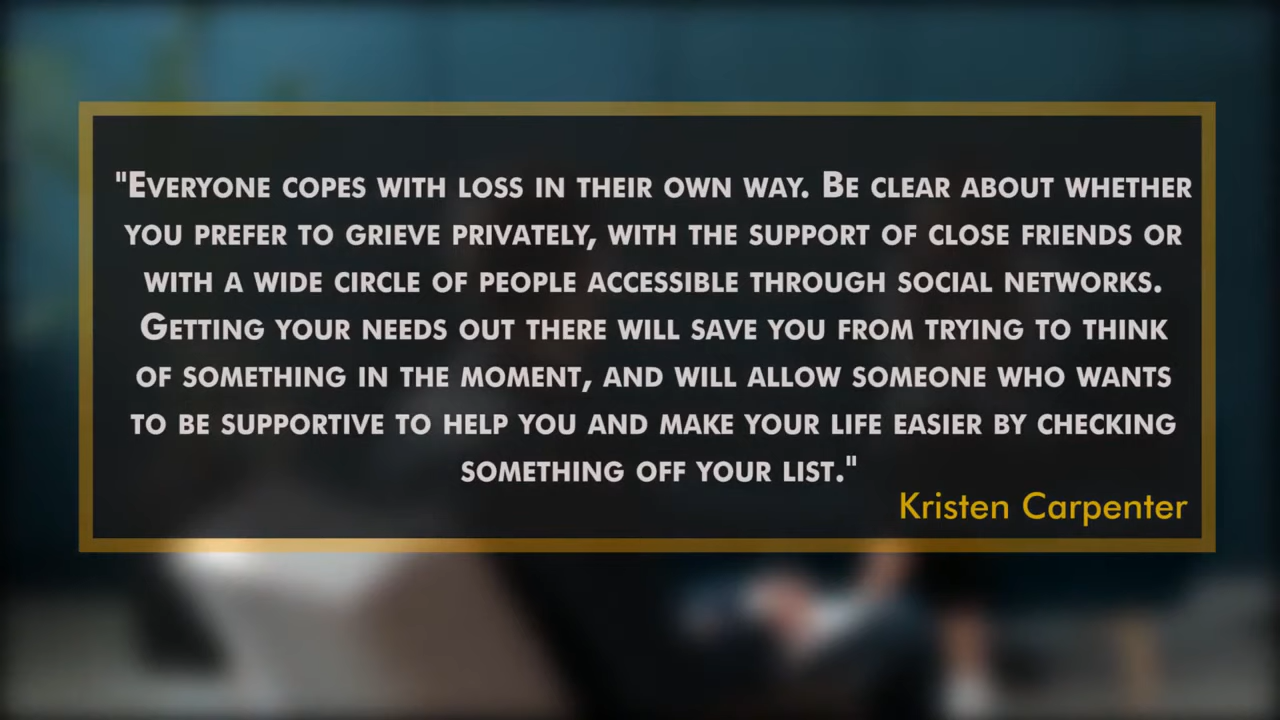 "Everyone copes with loss in their own way. Be clear about whether
you prefer to grieve privately, with the support of close friends or
with a wide circle of people accessible through social networks.
Getting your needs out there will save you from trying to think
of something in the moment, and will allow someone who wants
to be supportive to help you and make your life easier by checking
something off your list."
Kristen Carpenter